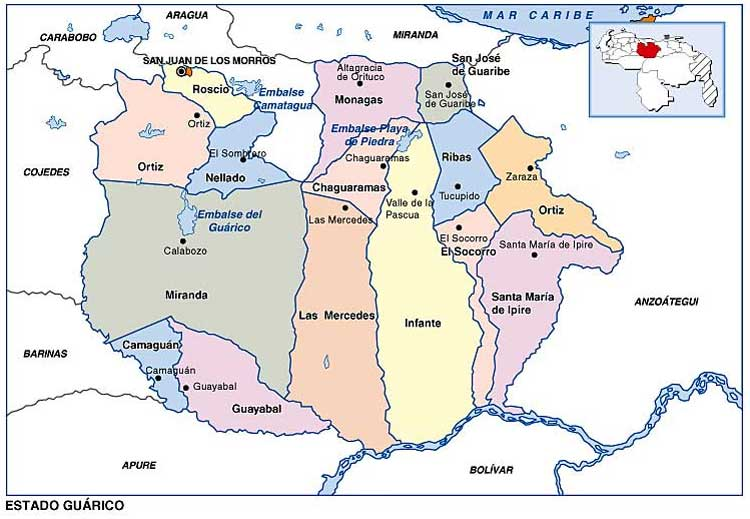 ARAGUA
MAR CARIBE
CARABOBO
MIRANDA
SAN JUAN DE LOS MORROS
San José
de Guaribe
Altagracia
de Orituco
Roscio
Embalse
Camatagua
Monagas
San José
de Guaribe
Ortiz
Embalse Playa
de Piedra
El Sombrero
Chaguaramas
Ribas
COJEDES
Ortiz
Nellado
Zaraza
Chaguaramas
Tucupido
Valle de la
Pascua
Ortiz
Embalse del
Guárico
Las Mercedes
El Socorro
El Socorro
Santa María de Ipire
Calabozo
Miranda
Santa María
de Ipire
ANZOÁTEGUI
Las Mercedes
Infante
Camaguán
BARINAS
Camaguán
Guayabal
Guayabal
APURE
BOLÍVAR
ESTADO GUÁRICO